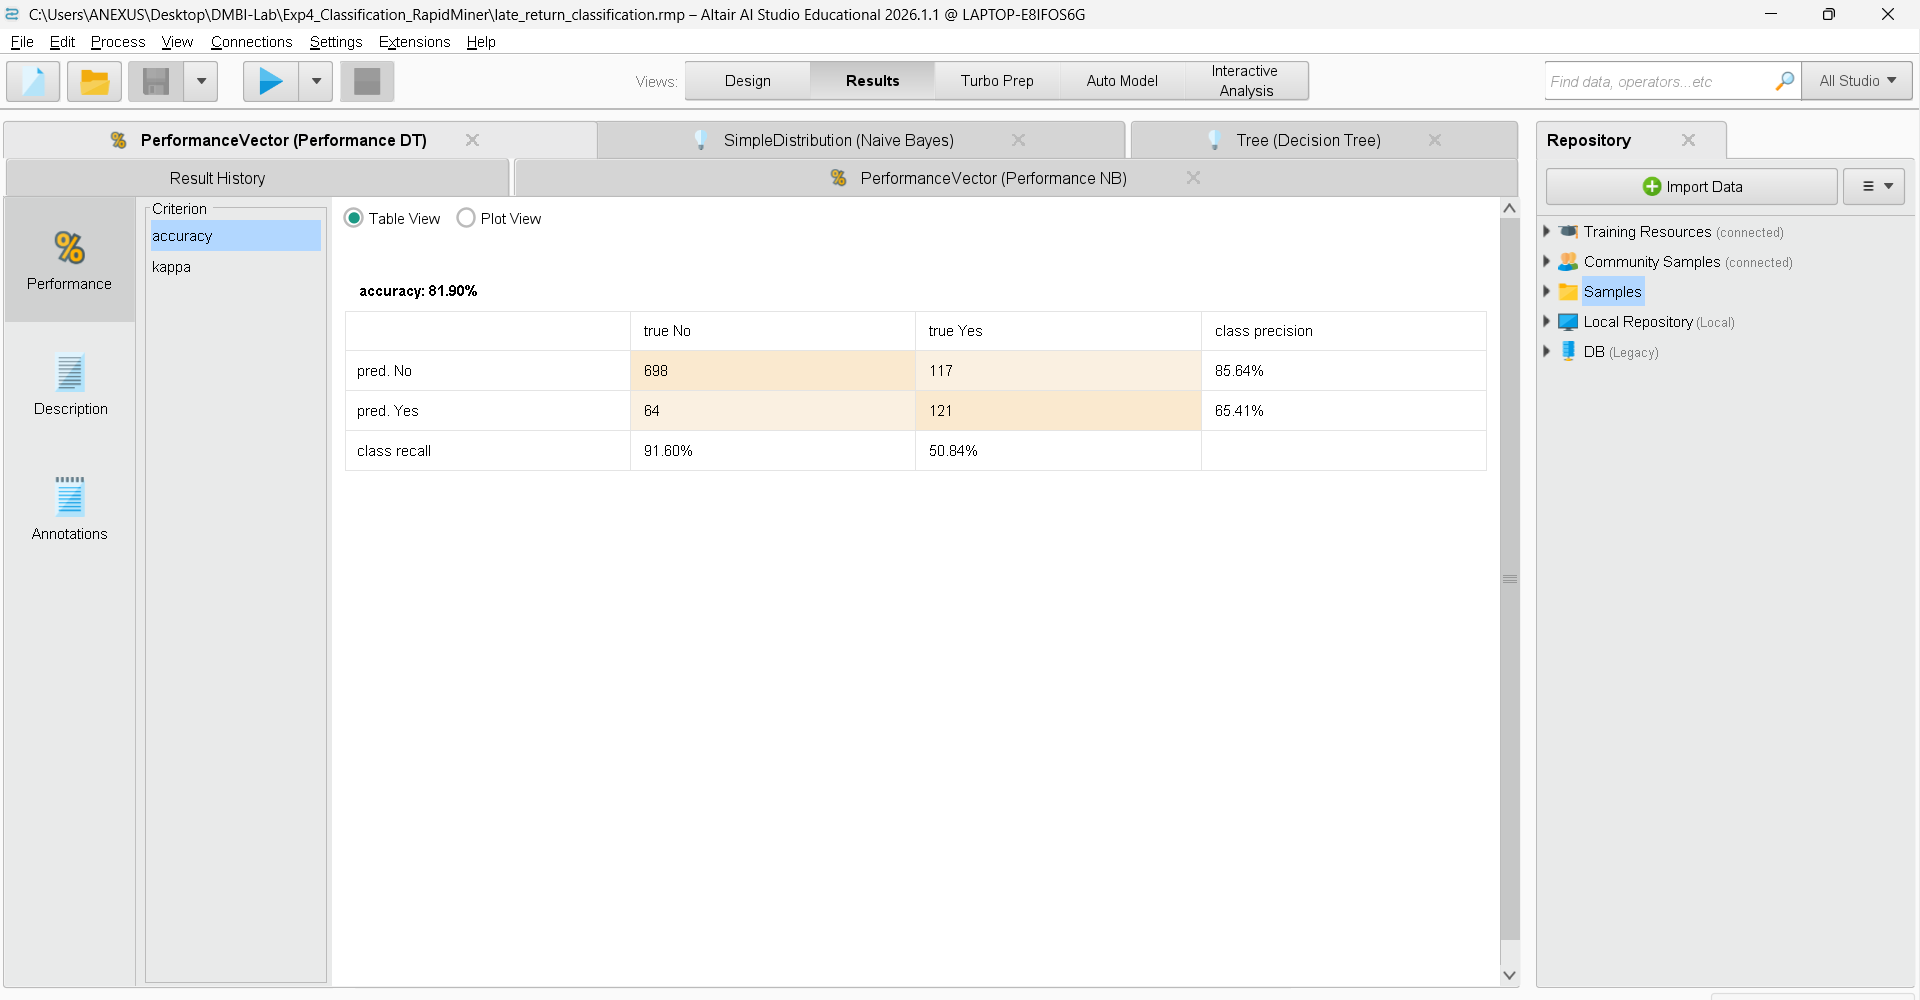 C:\Users\ANEXUS\Desktop\DMBI-Lab\Exp4_Classification_RapidMiner\late_return_classification.rmp – Altair AI Studio Educational 2026.1.1 @ LAPTOP-E8IFOS6G
File Edit Process View Connections Settings Extensions Help
Views: Design Results Turbo Prep Auto Model Interactive Analysis
Find data, operators...etc All Studio
PerformanceVector (Performance DT) SimpleDistribution (Naive Bayes) Tree (Decision Tree)
Result History PerformanceVector (Performance NB)
Performance
Description
Annotations
Criterion
accuracy
kappa
Table View Plot View
accuracy: 81.90%
true No true Yes class precision
pred. No 698 117 85.64%
pred. Yes 64 121 65.41%
class recall 91.60% 50.84%
Repository
Import Data
Training Resources (connected)
Community Samples (connected)
Samples
Local Repository (Local)
DB (Legacy)